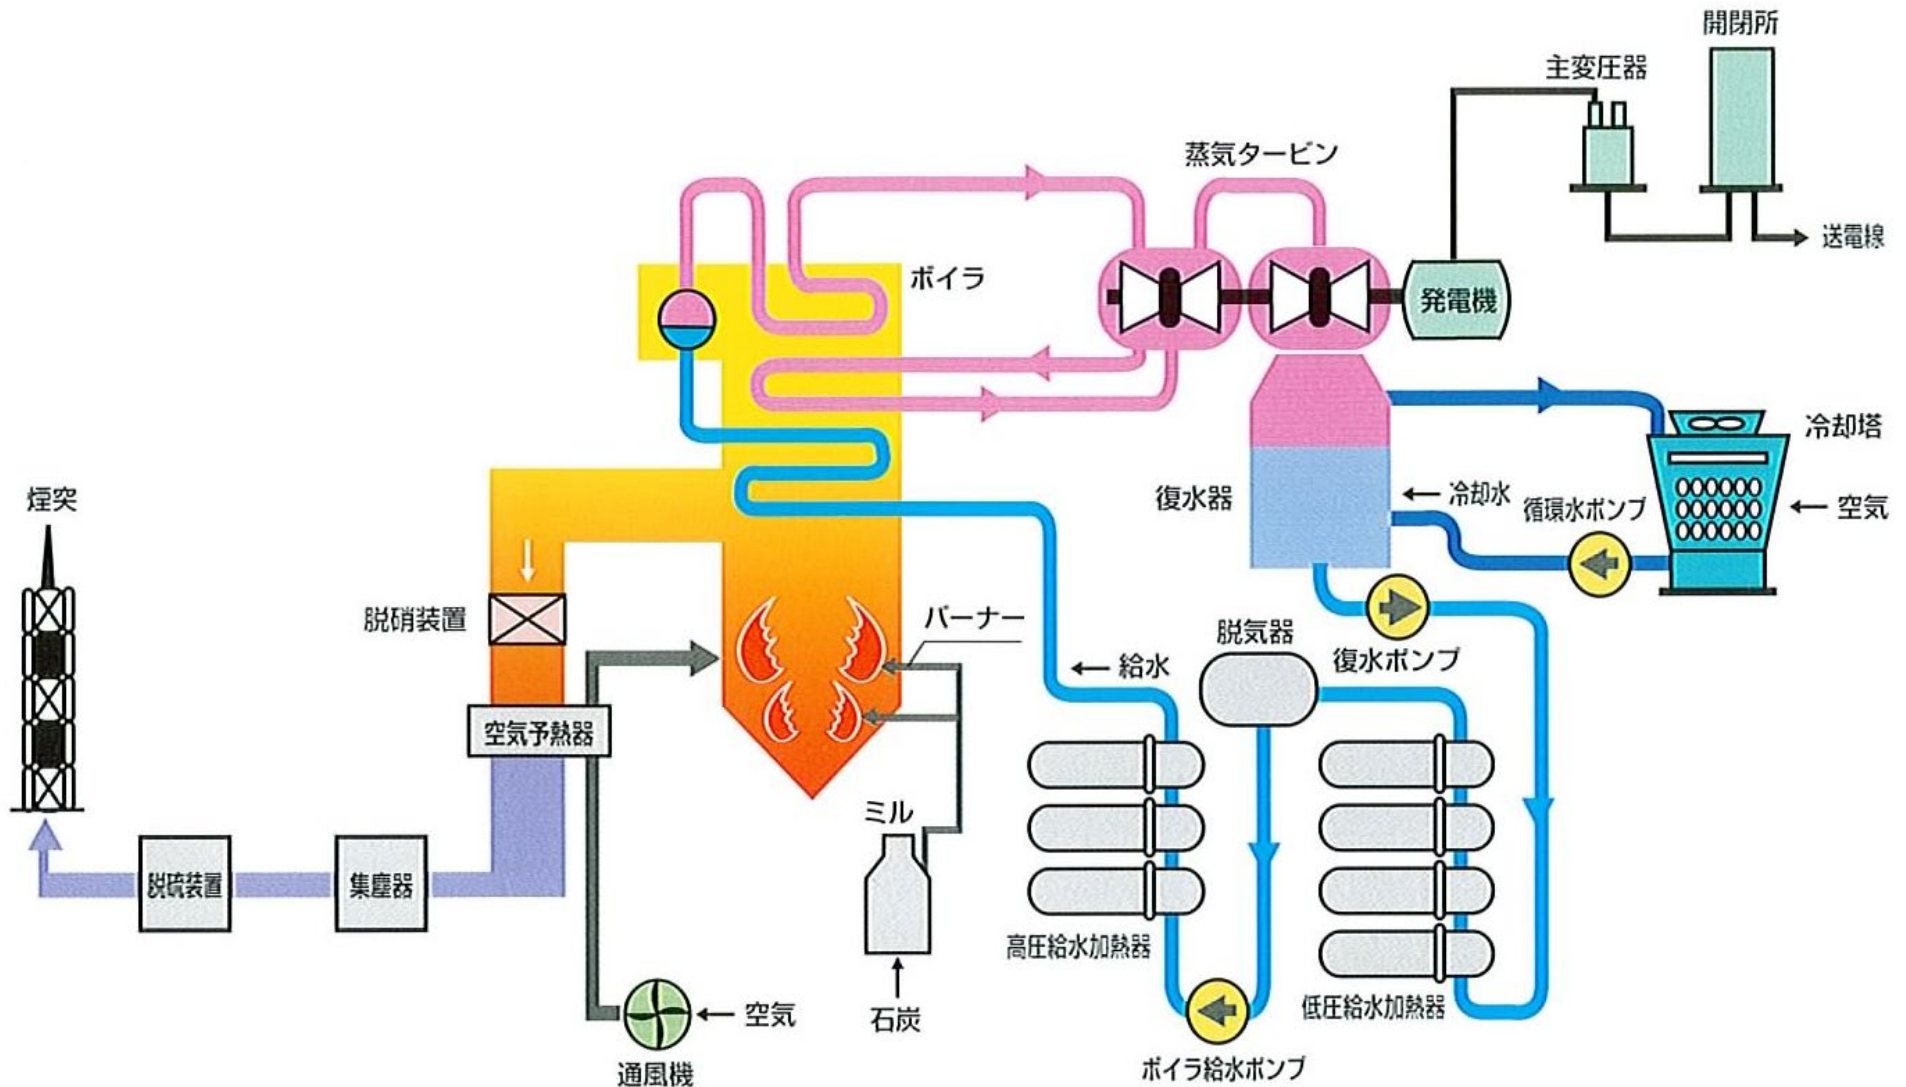 開閉所
主変圧器
蒸気タービン
送電線
ボイラ
発電機
冷却塔
煙突
復水器
冷却水
循環水ポンプ
空気
脱硝装置
バーナー
脱気器
復水ポンプ
給水
空気予熱器
ミル
脱硫装置
集塵器
高圧給水加熱器
低圧給水加熱器
空気
石炭
通風機
ボイラ給水ポンプ